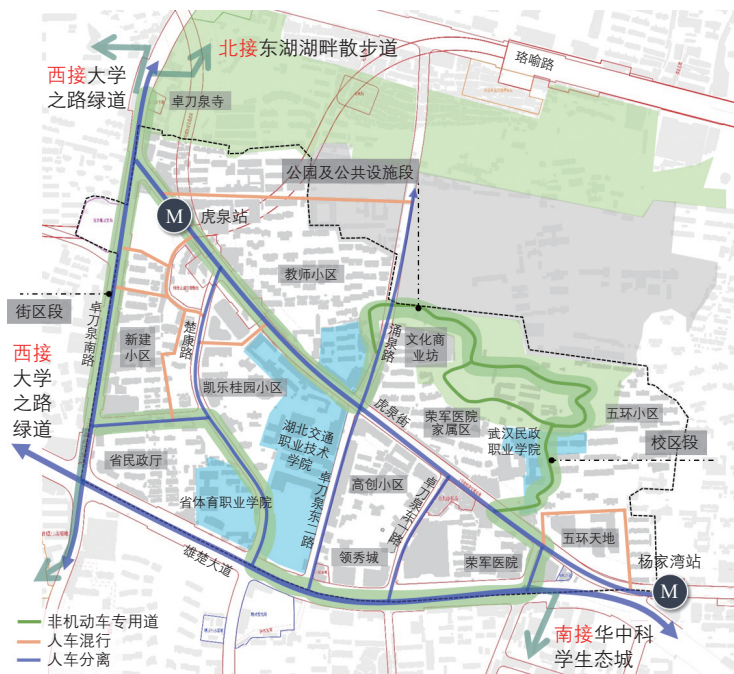 北接东湖湖畔散步道
西接大学
之路绿道
珞喻路
卓刀泉寺
公园及公共设施段
M
虎泉站
教师小区
街区段
卓刀泉南路
新建
小区
楚康路
涌泉路
文化商
业坊
西接
大学
之路
绿道
凯乐桂园小区
虎泉街
荣军医院
家属区
五环小区
武汉民政
职业学院
校区段
湖北交通
职业技术
学院
省民政厅
省体育职业学院
卓刀泉东二路
高创小区
卓刀泉东一路
雄楚大道
领秀城
荣军医院
五环天地
杨家湾站
M
非机动车专用道
人车混行
人车分离
南接华中科
学生态城